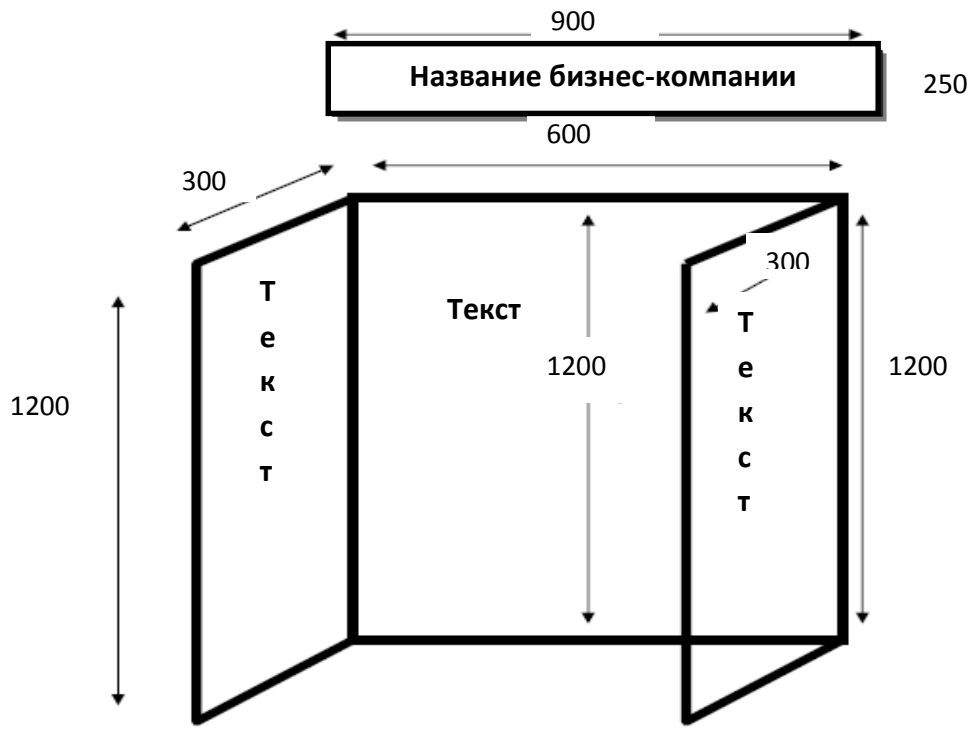 900
Название бизнес-компании
250
600
300
300
Текст
Т
е
к
с
т
Т
е
к
с
т
1200
1200
1200